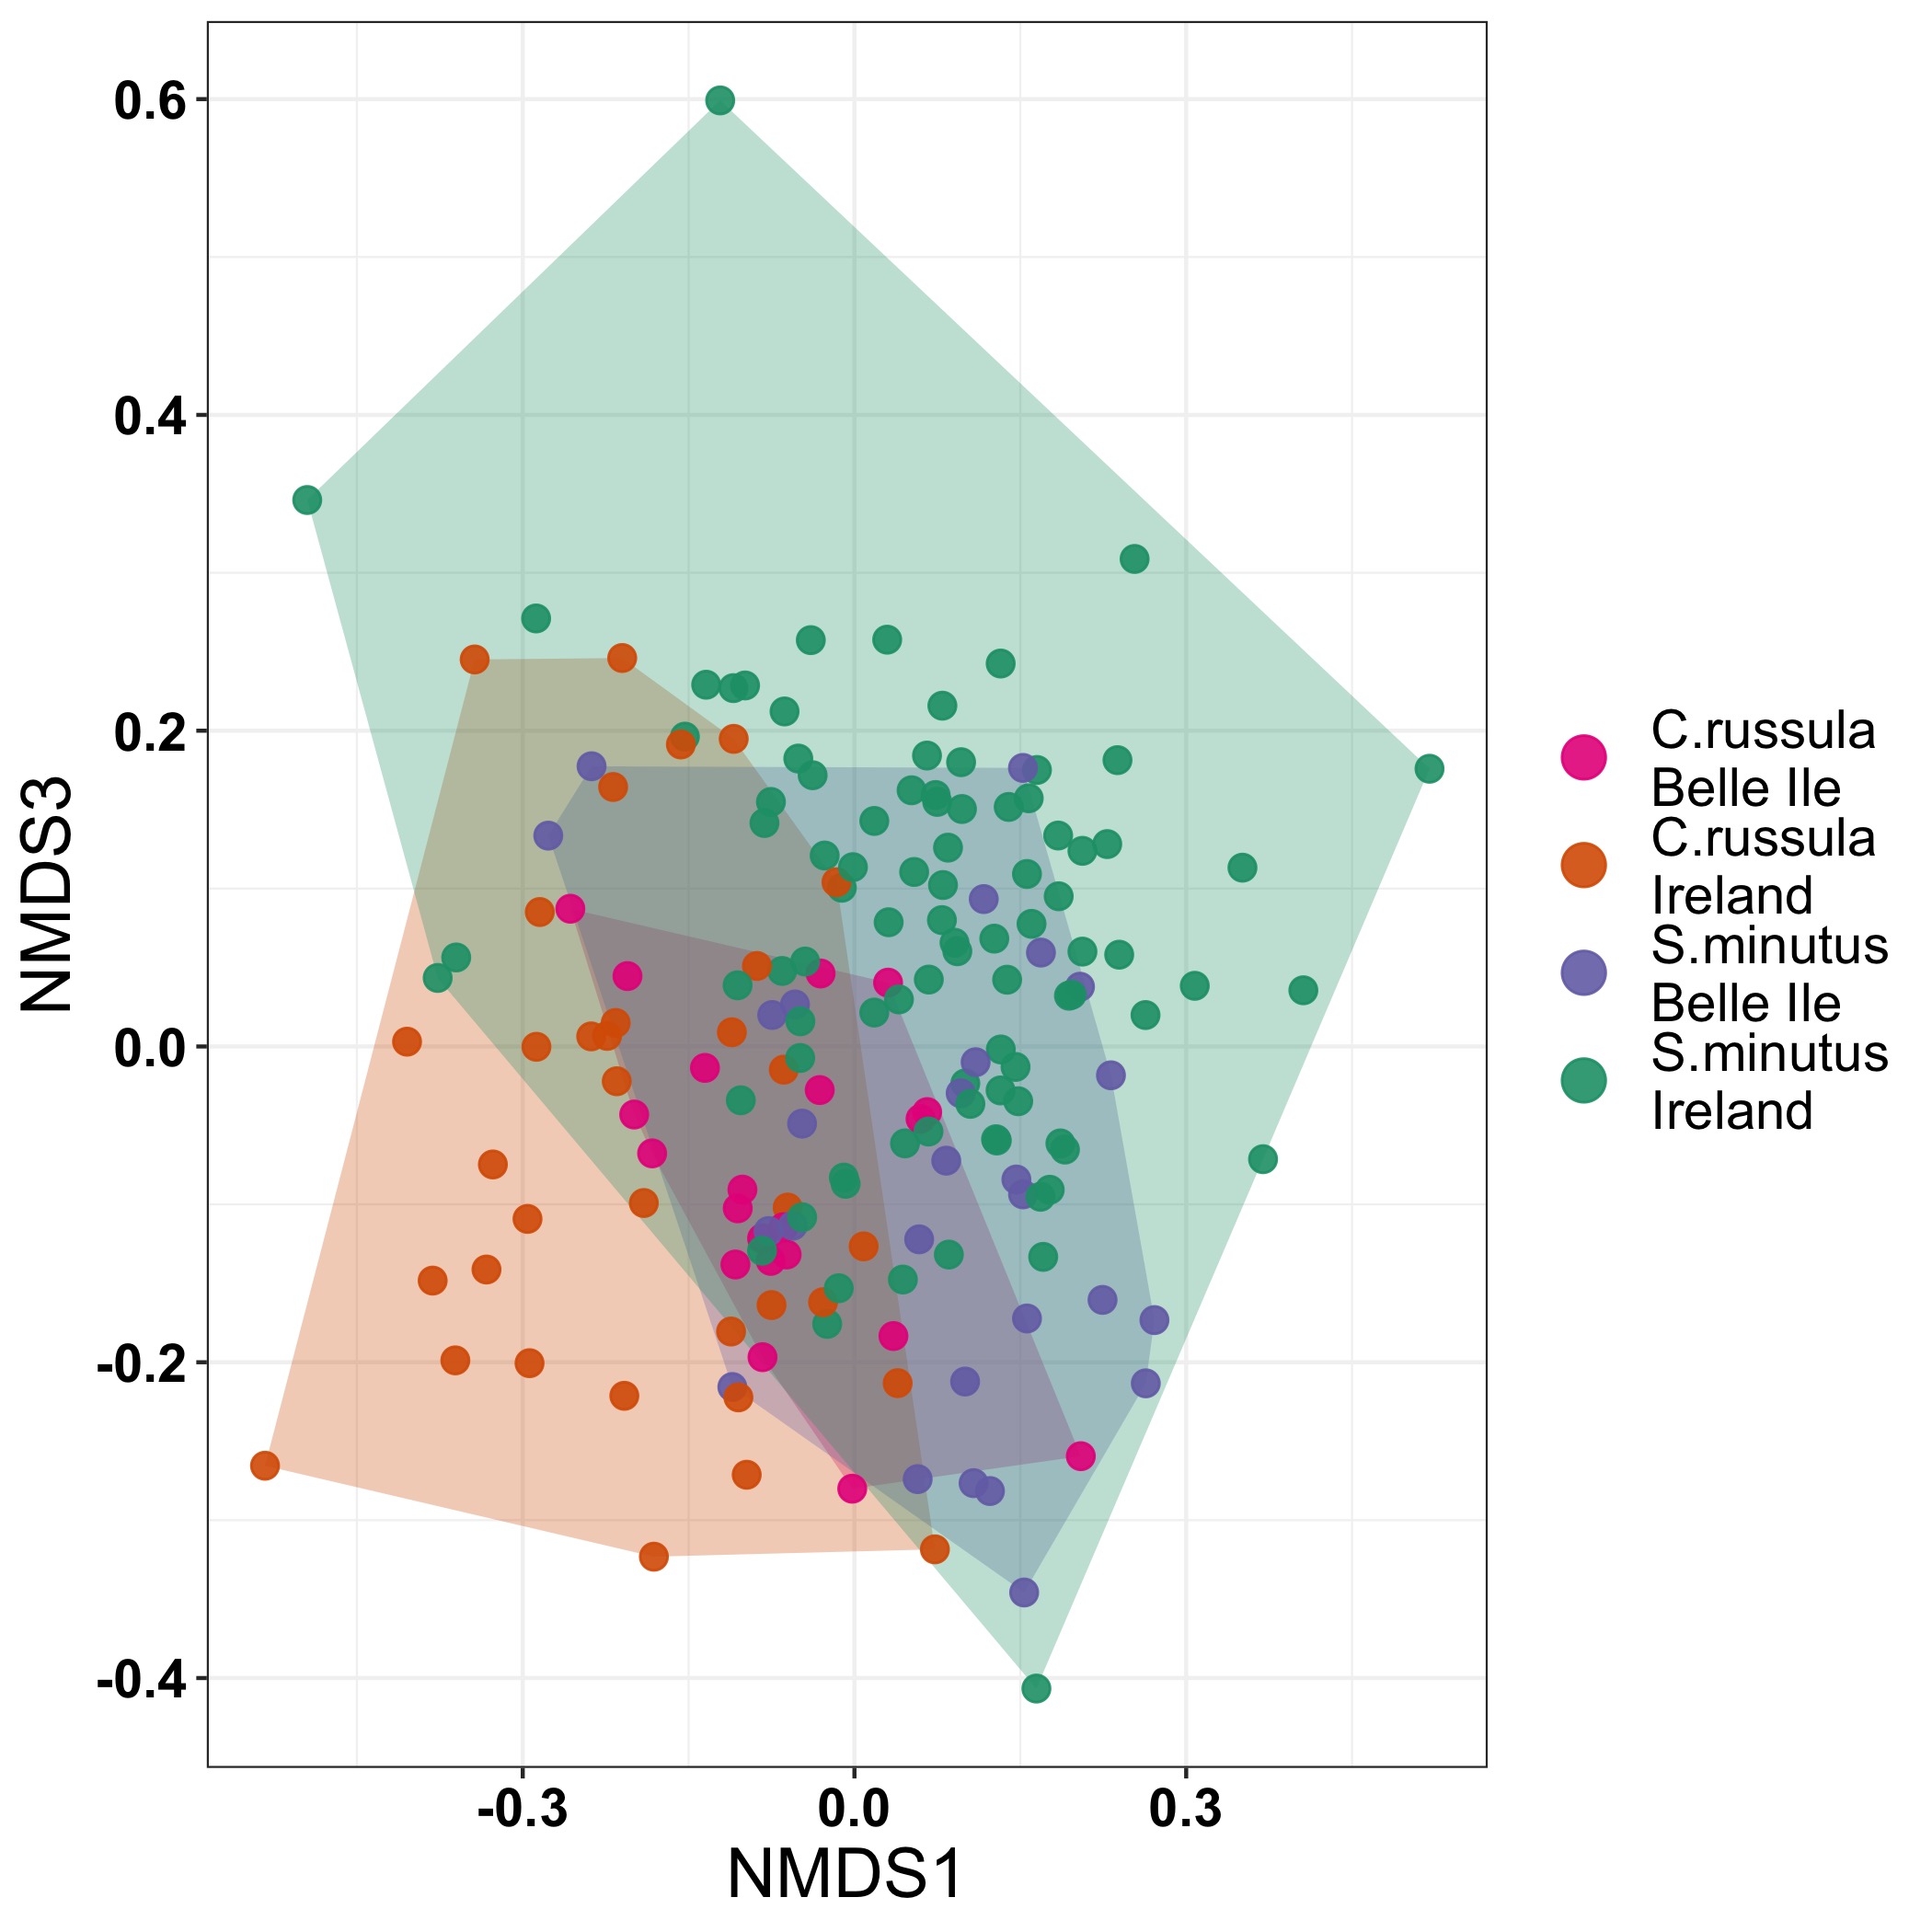 0.6
0.4
0.2
0.0
-0.2
-0.4
NMDS3
-0.3
0.0
0.3
NMDS1
C.russula
Belle Ile
C.russula
Ireland
S.minutus
Belle Ile
S.minutus
Ireland